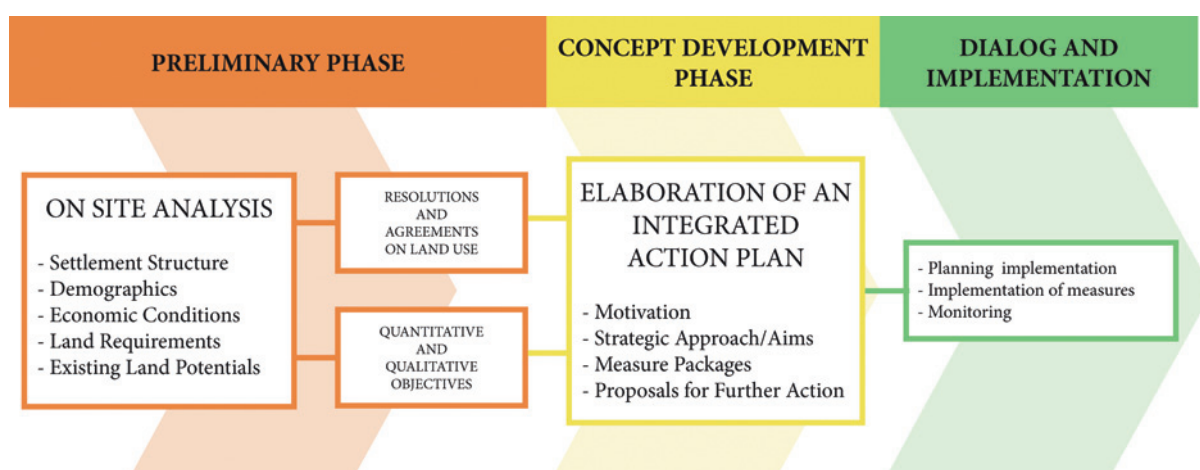 PRELIMINARY PHASE
CONCEPT DEVELOPMENT
PHASE
DIALOG AND
IMPLEMENTATION
ON SITE ANALYSIS
- Settlement Structure
- Demographics
- Economic Conditions
- Land Requirements
- Existing Land Potentials
RESOLUTIONS
AND
AGREEMENTS
ON LAND USE
QUANTITATIVE
AND
QUALITATIVE
OBJECTIVES
ELABORATION OF AN
INTEGRATED
ACTION PLAN
- Motivation
- Strategic Approach/Aims
- Measure Packages
- Proposals for Further Action
- Planning implementation
- Implementation of measures
- Monitoring